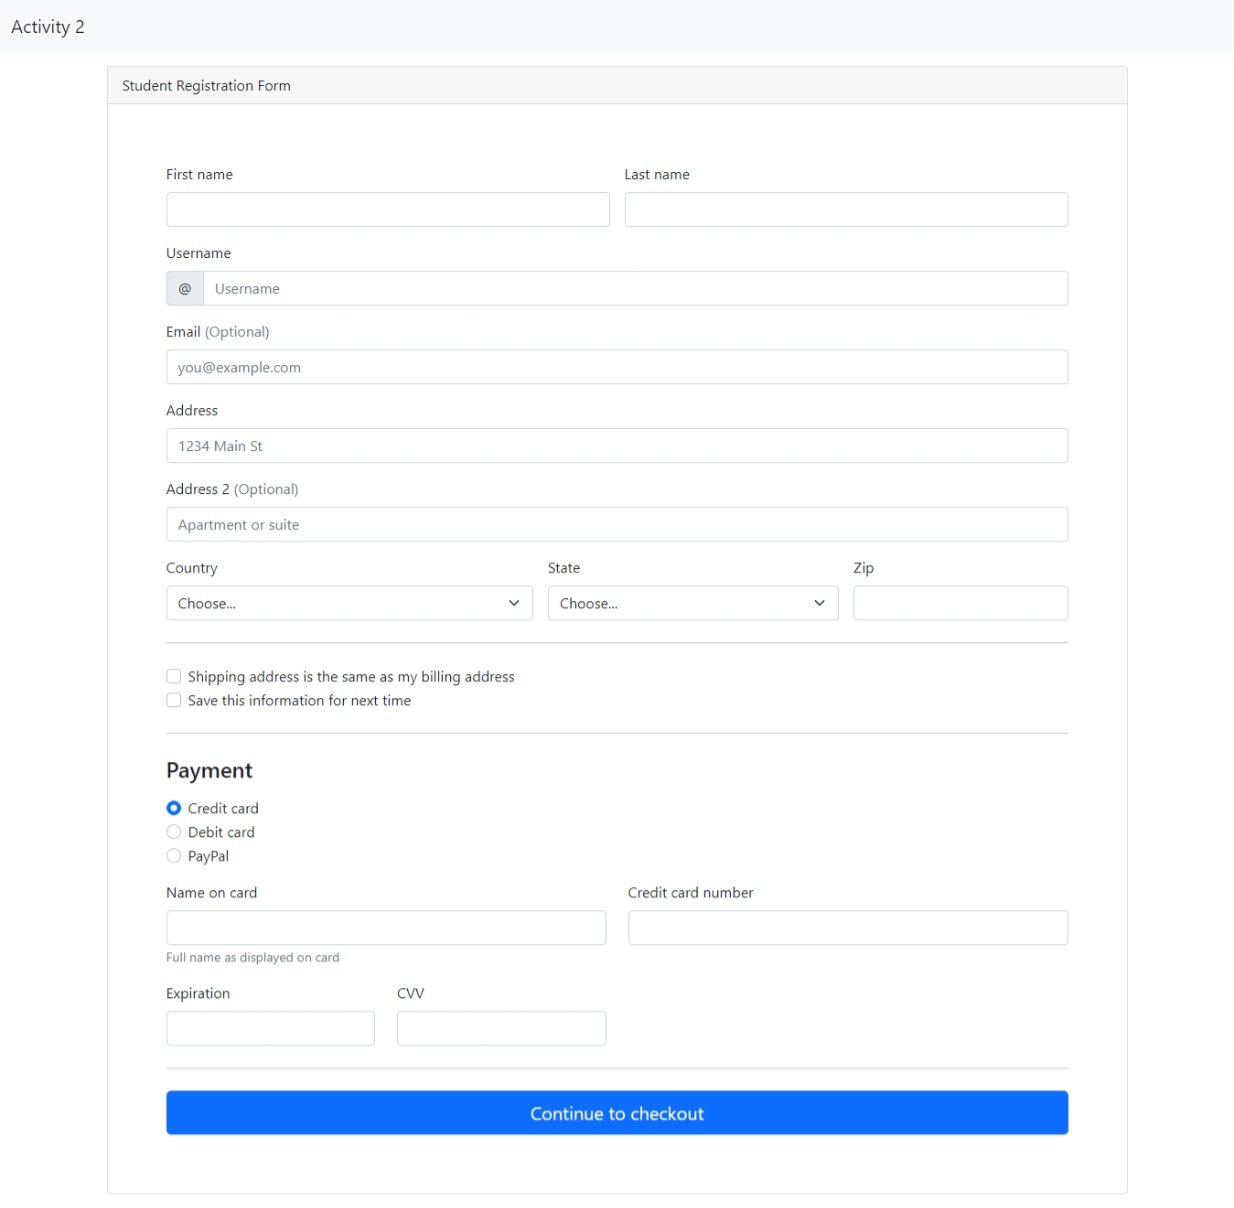 Activity 2
Student Registration Form
First name Last name
Username
@ Username
Email (Optional)
you@example.com
Address
1234 Main St
Address 2 (Optional)
Apartment or suite
Country State Zip
Choose... Choose...
Shipping address is the same as my billing address
Save this information for next time
Payment
Credit card
Debit card
PayPal
Name on card Credit card number
Full name as displayed on card
Expiration CVV
Continue to checkout